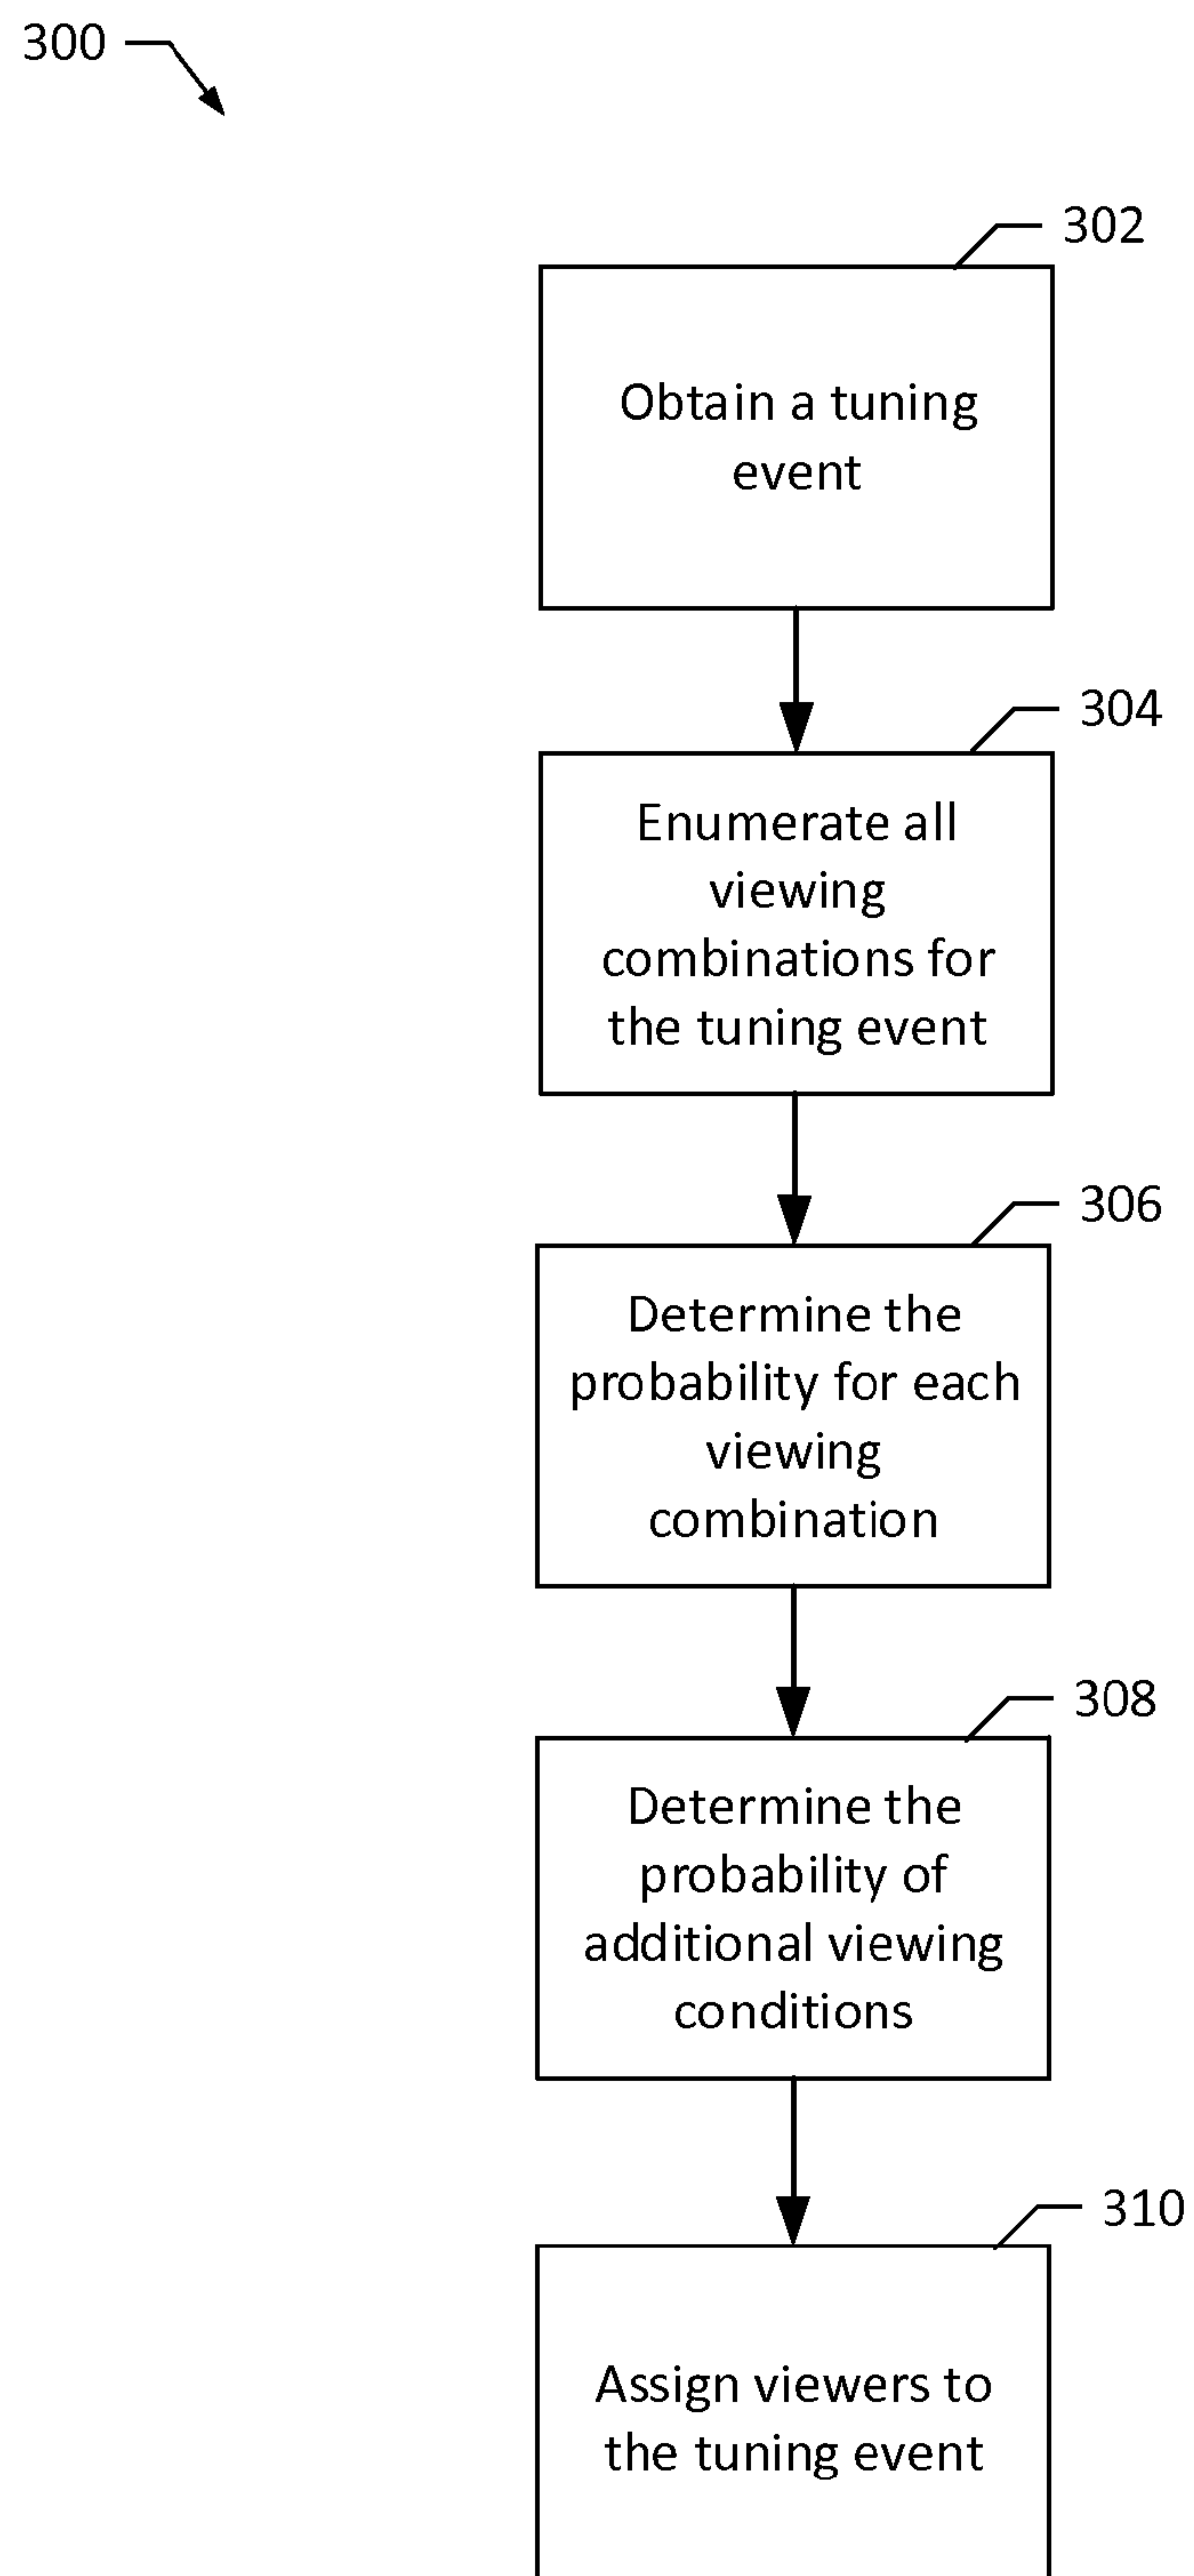 300
302
Obtain a tuning
event
304
Enumerate all
viewing
combinations for
the tuning event
306
Determine the
probability for each
viewing
combination
308
Determine the
probability of
additional viewing
conditions
310
Assign viewers to
the tuning event